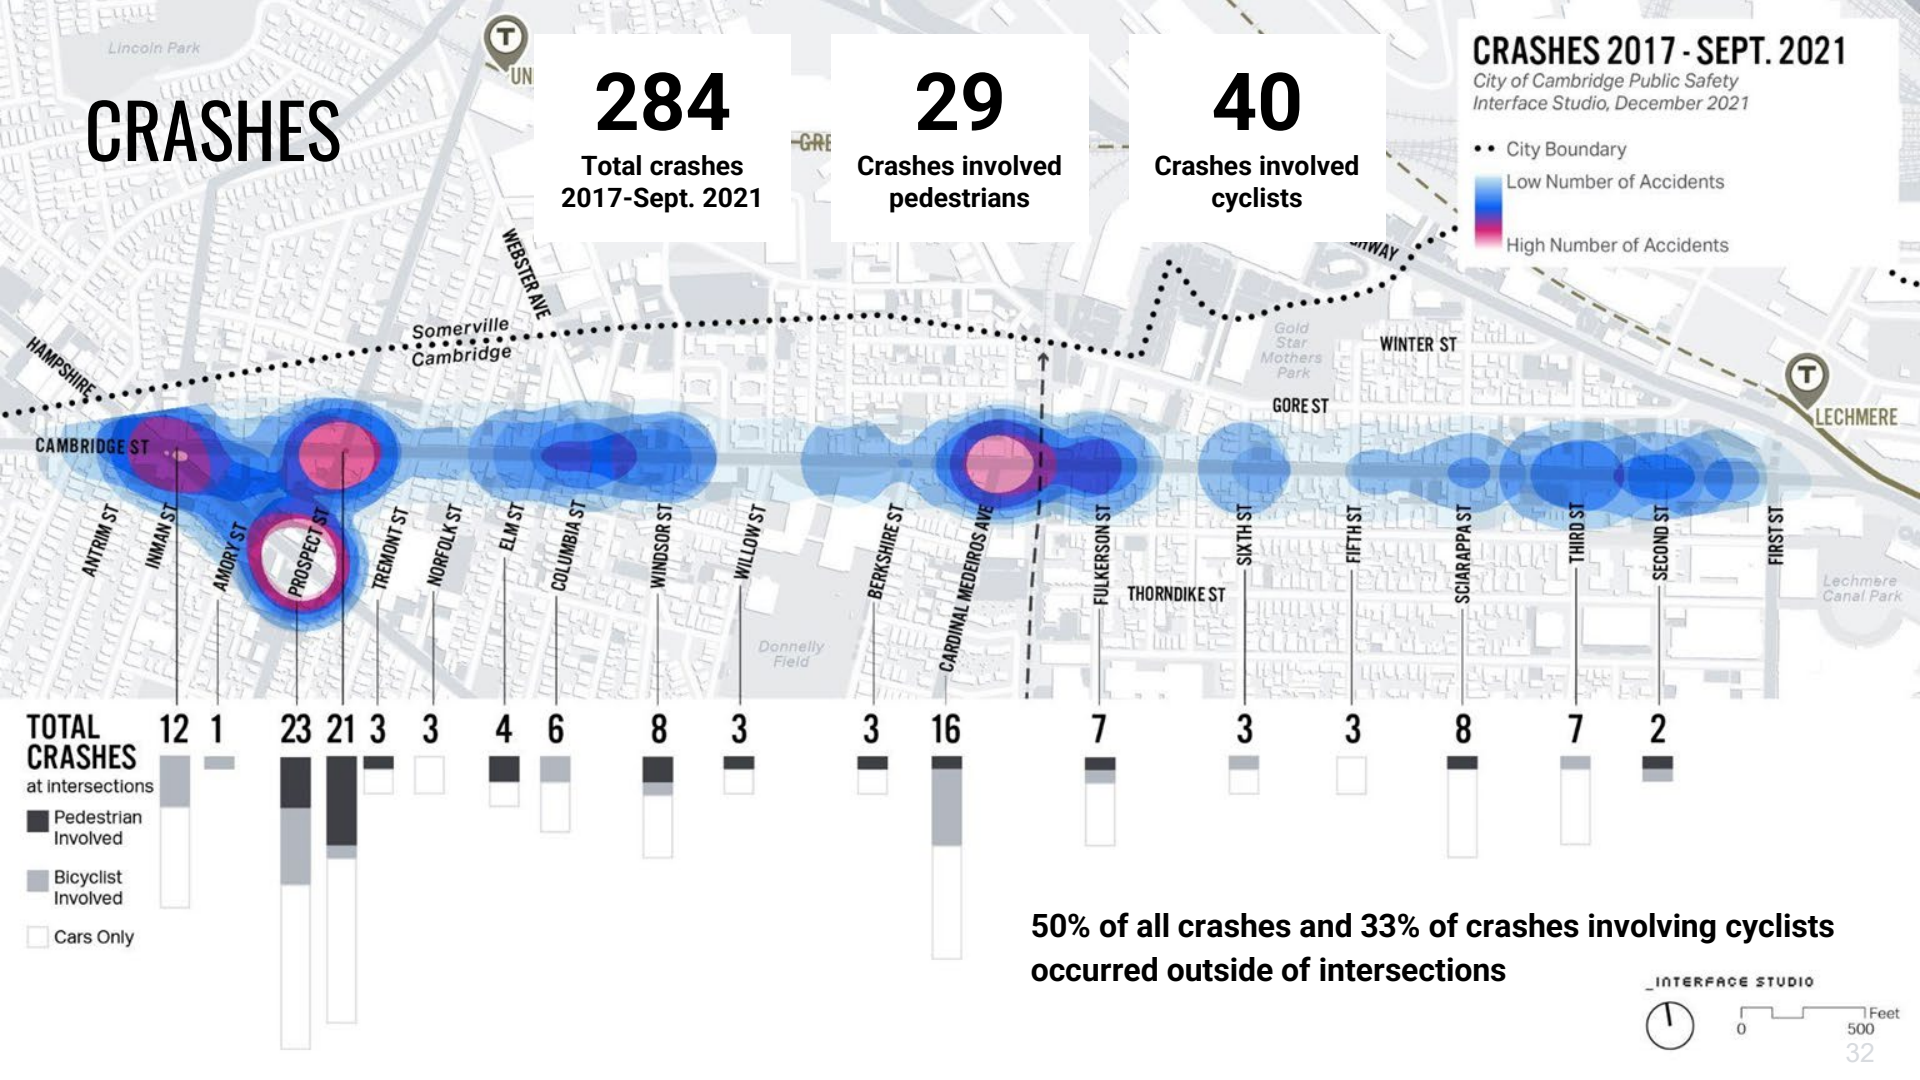 Lincoln Park
CRASHES
284
Total crashes
2017-Sept. 2021
29
Crashes involved
pedestrians
40
Crashes involved
cyclists
CRASHES 2017 - SEPT. 2021
City of Cambridge Public Safety
Interface Studio, December 2021
City Boundary
Low Number of Accidents
High Number of Accidents
T
UN
GRE
WEBSTER AVE
Somerville
Cambridge
HAMPSHIRE
CAMBRIDGE ST
Gold
Star
Mothers
Park
WINTER ST
GORE ST
T
LECHMERE
ANTRIM ST
INMAN ST
AMORY ST
PROSPECT ST
TREMONT ST
NORFOLK ST
ELM ST
COLUMBIA ST
WINDSOR ST
WILLOW ST
BERKSHIRE ST
CARDINAL MEDEIROS AVE
FULKERSON ST
THORNDIKE ST
SIXTH ST
FIFTH ST
SCIARAPPA ST
THIRD ST
SECOND ST
FIRST ST
Donnelly
Field
Lechmere
Canal Park
TOTAL
CRASHES
at intersections
12 1 23 21 3 3 4 6 8 3 3 16 7 3 3 8 7 2
Pedestrian
Involved
Bicyclist
Involved
Cars Only
50% of all crashes and 33% of crashes involving cyclists
occurred outside of intersections
_INTERFACE STUDIO
0 500 Feet
32